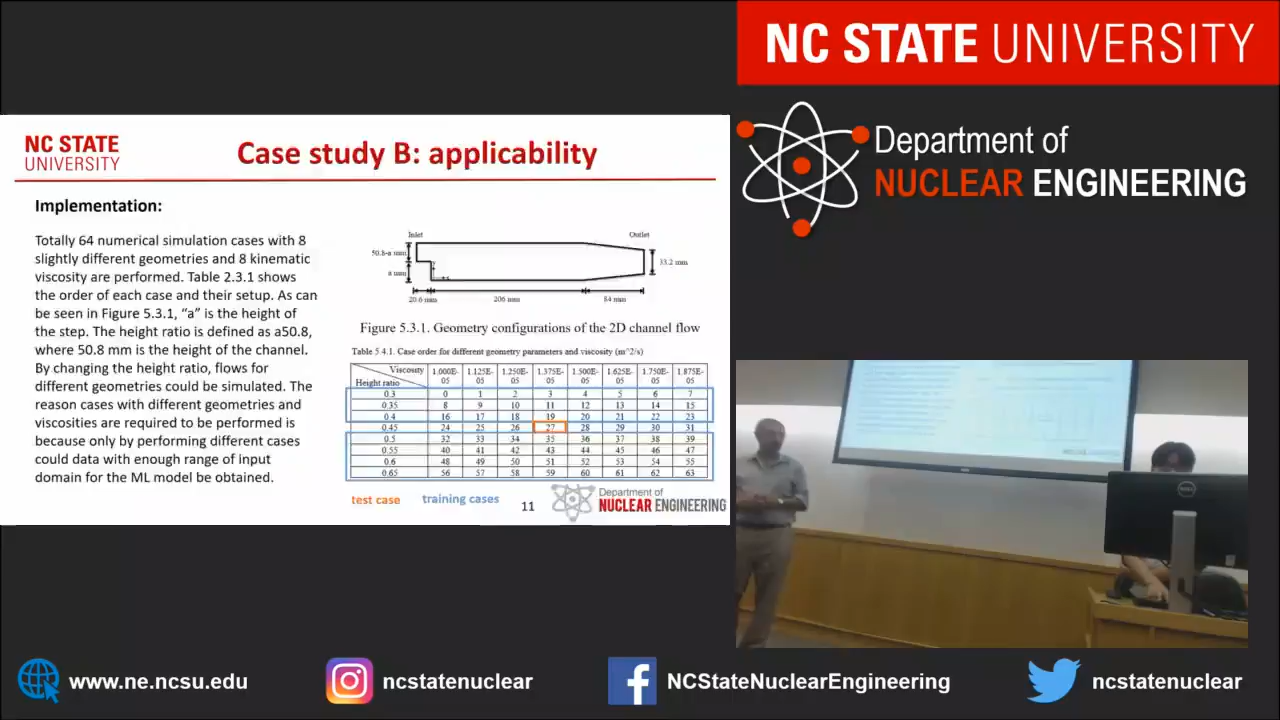 NC STATE UNIVERSITY
Department of
NUCLEAR ENGINEERING
NC STATE
UNIVERSITY
Case study B: applicability
Implementation:
Totally 64 numerical simulation cases with 8
slightly different geometries and 8 kinematic
viscosity are performed. Table 2.3.1 shows
the order of each case and their setup. As can
be seen in Figure 5.3.1, “a” is the height of
the step. The height ratio is defined as a50.8,
where 50.8 mm is the height of the channel.
By changing the height ratio, flows for
different geometries could be simulated. The
reason cases with different geometries and
viscosities are required to be performed is
because only by performing different cases
could data with enough range of input
domain for the ML model be obtained.
Inlet
Outlet
50.8-a mm
a mm
33.2 mm
20.6 mm
206 mm
84 mm
Figure 5.3.1. Geometry configurations of the 2D channel flow
Table 5.4.1. Case order for different geometry parameters and viscosity (m^2/s)
Viscosity 1.000E-05 1.125E-05 1.250E-05 1.375E-05 1.500E-05 1.625E-05 1.750E-05 1.875E-05
Height ratio
0.3 0 1 2 3 4 5 6 7
0.35 8 9 10 11 12 13 14 15
0.4 16 17 18 19 20 21 22 23
0.45 24 25 26 27 28 29 30 31
0.5 32 33 34 35 36 37 38 39
0.55 40 41 42 43 44 45 46 47
0.6 48 49 50 51 52 53 54 55
0.65 56 57 58 59 60 61 62 63
test case
training cases
11
Department of
NUCLEAR ENGINEERING
www.ne.ncsu.edu
ncstatenuclear
NCStateNuclearEngineering
ncstatenuclear